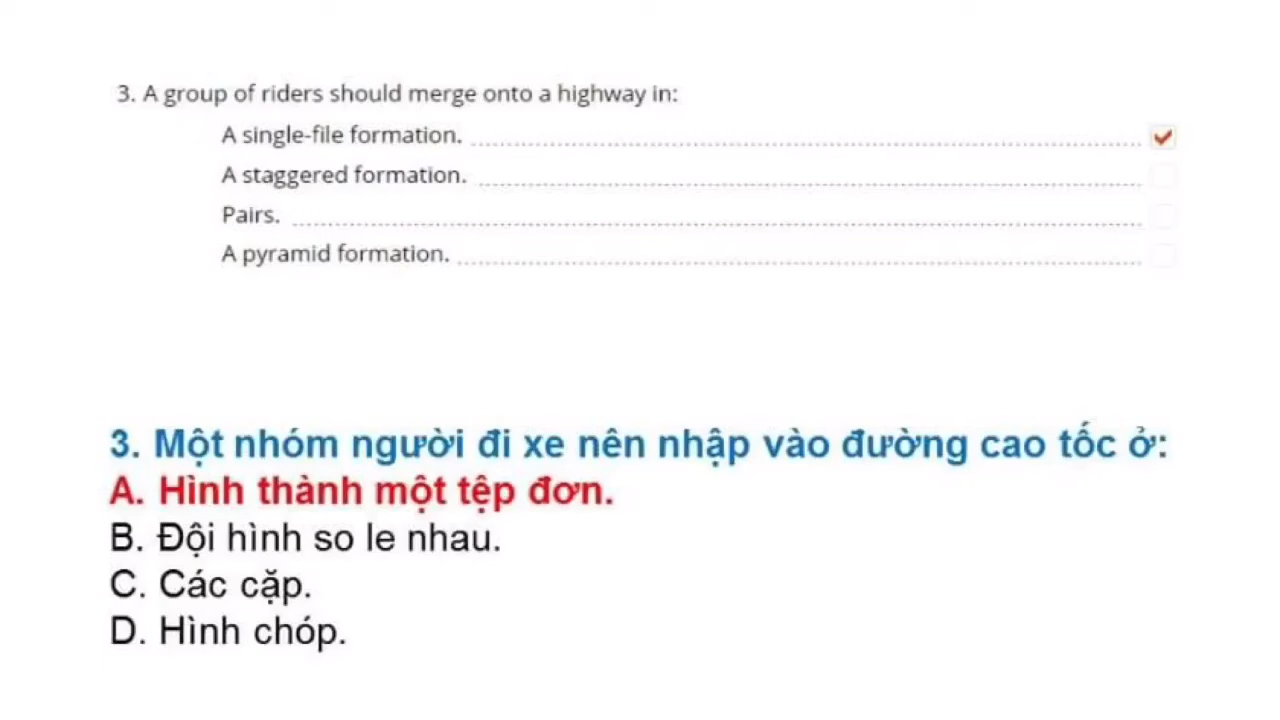 3. A group of riders should merge onto a highway in:
A single-file formation.
A staggered formation.
Pairs.
A pyramid formation.
3. Một nhóm người đi xe nên nhập vào đường cao tốc ở:
A. Hình thành một tệp đơn.
B. Đội hình so le nhau.
C. Các cặp.
D. Hình chóp.